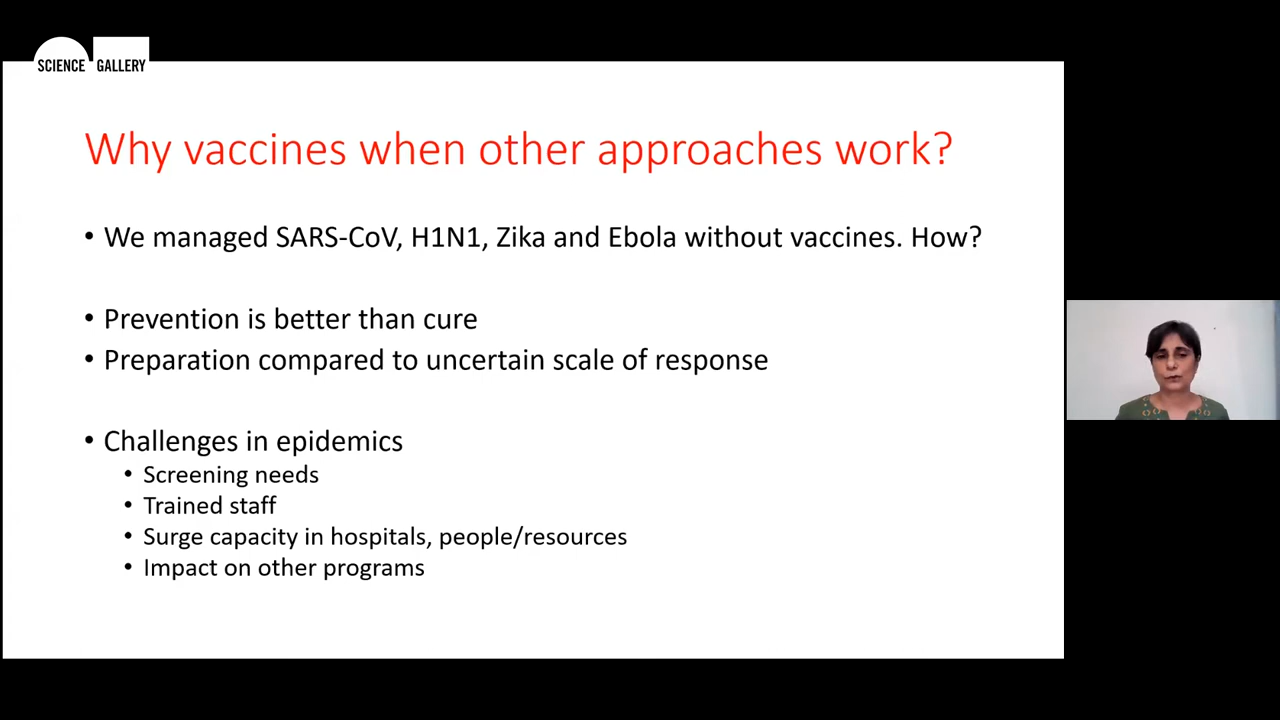 SCIENCE GALLERY
Why vaccines when other approaches work?
• We managed SARS-CoV, H1N1, Zika and Ebola without vaccines. How?
• Prevention is better than cure
• Preparation compared to uncertain scale of response
• Challenges in epidemics
• Screening needs
• Trained staff
• Surge capacity in hospitals, people/resources
• Impact on other programs